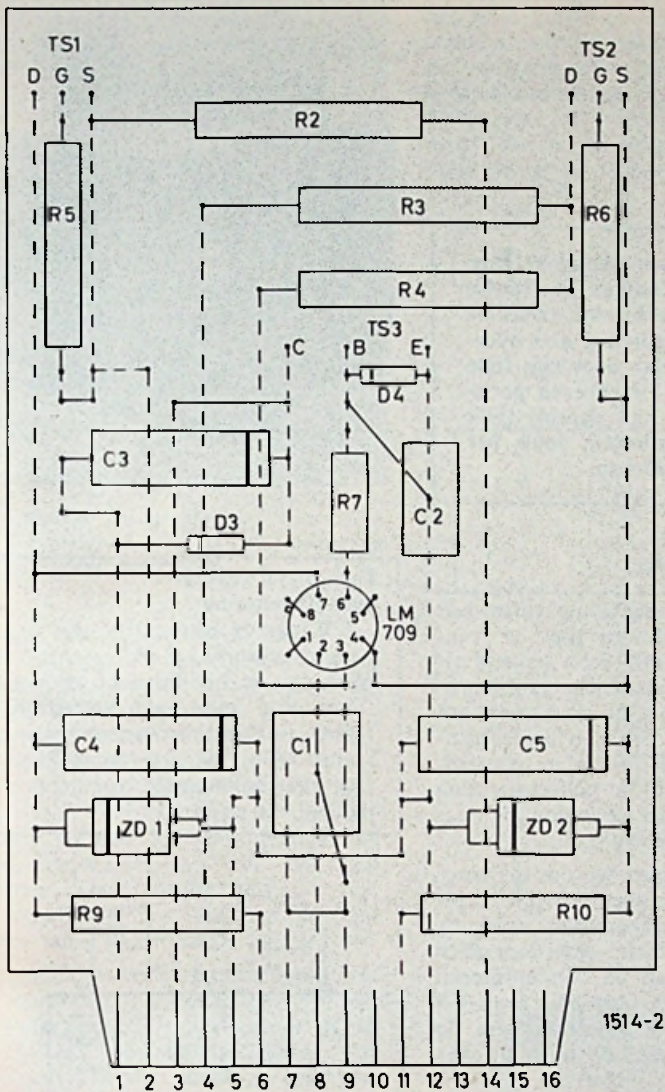 TS1 TS2
D G S D G S
R2
R5 R3 R6
R4
TS3
C B E
D4
C3 R7 C2
D3
7 6
8 5 LM
1 4 709
2 3
C4 C1 C5
ZD 1 ZD 2
R9 R10
1514-2
1 2 3 4 5 6 7 8 9 10 11 12 13 14 15 16